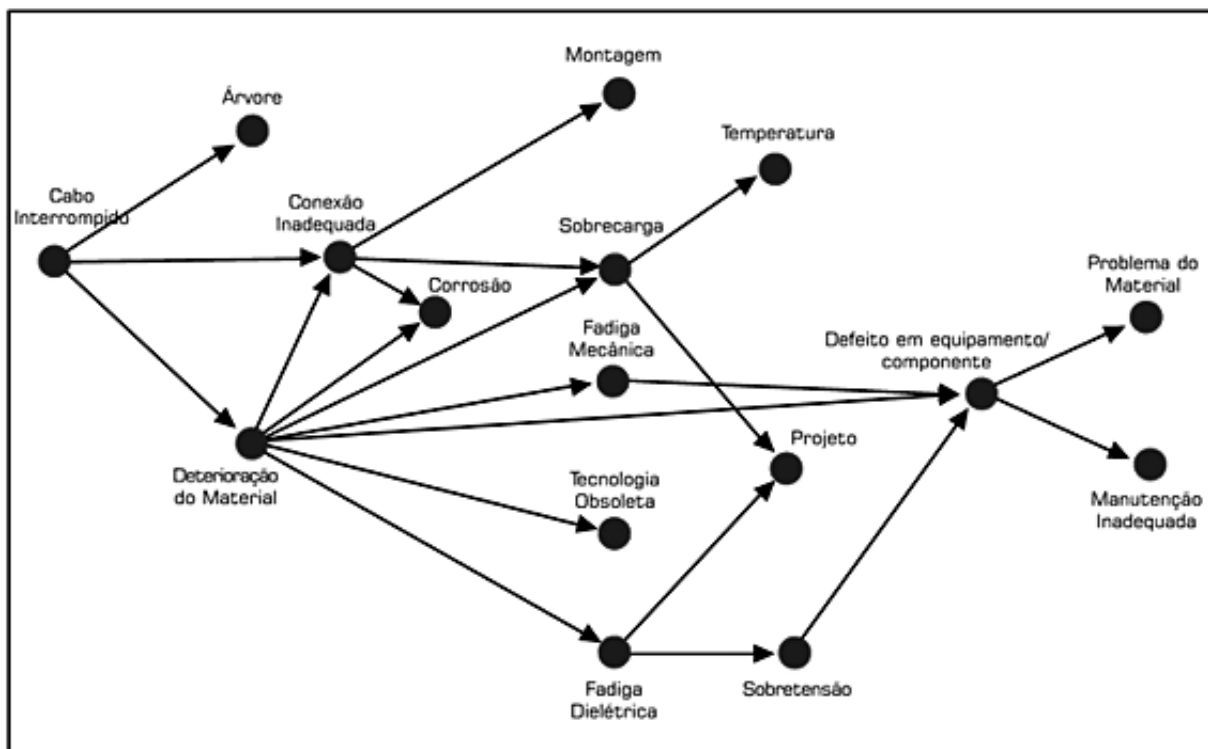 Montagem
Árvore
Temperatura
Cabo
Interrompido
Conexão
Inadequada
Sobrecarga
Problema do
Material
Corrosão
Fadiga
Mecânica
Defeito em equipamento/
componente
Projeto
Deterioração
do Material
Tecnologia
Obsoleta
Manutenção
Inadequada
Fadiga
Dielétrica
Sobretensão